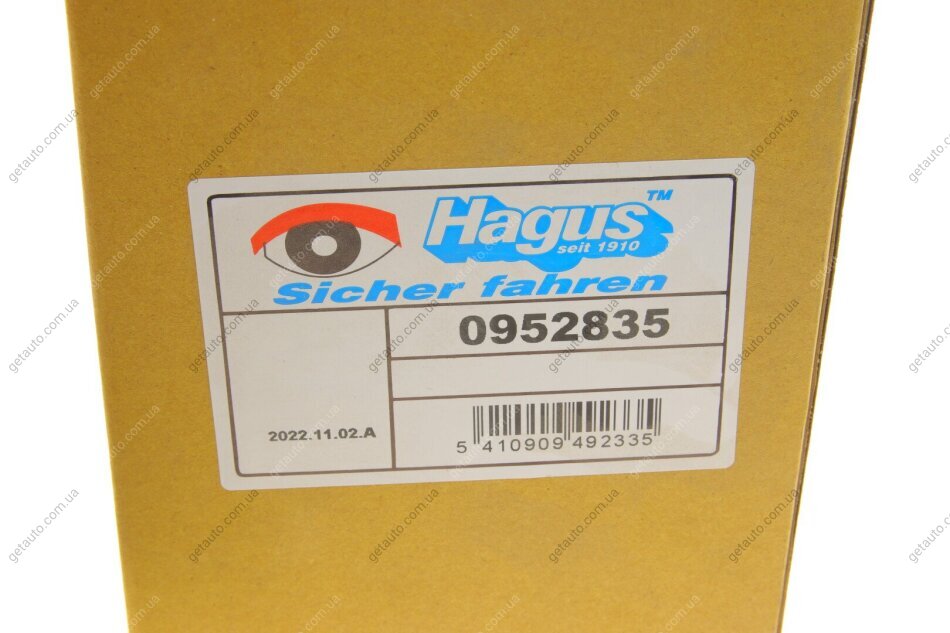 Hagus™
seit 1910
Sicher fahren
0952835
2022.11.02.A
5 410909 492335
getauto.com.ua